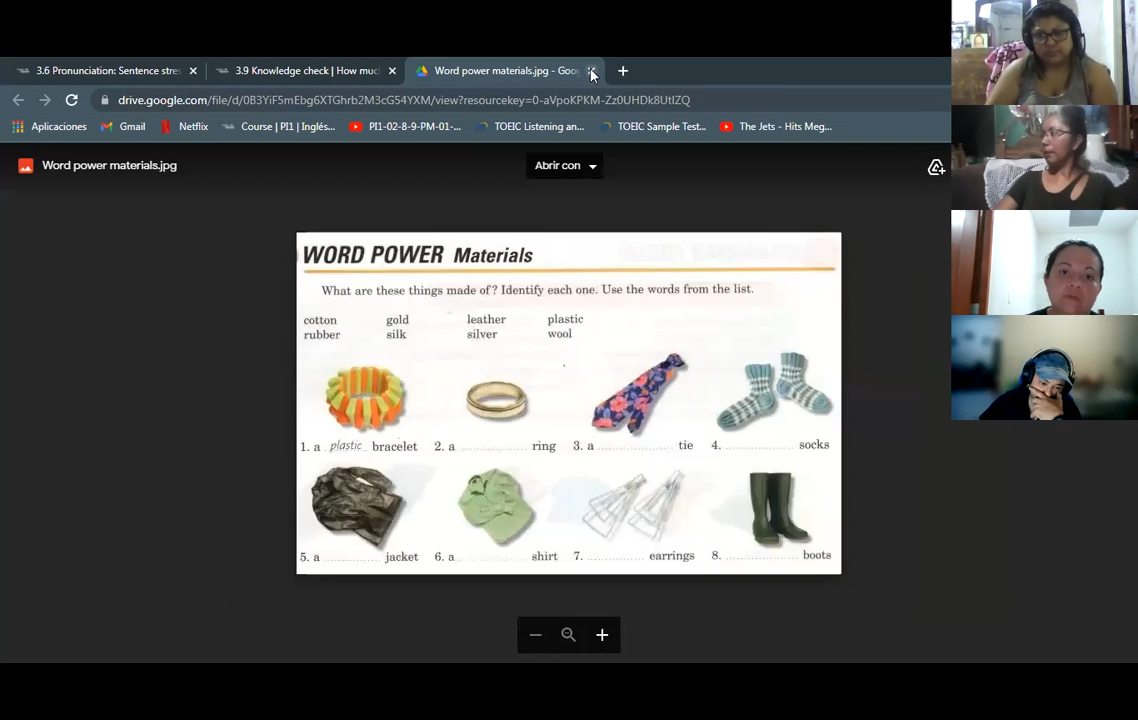 3.6 Pronunciation: Sentence stres
3.9 Knowledge check | How muc
Word power materials.jpg - Goo
drive.google.com/file/d/0B3YiF5mEbg6XTGhrb2M3cG54YXM/view?resourcekey=0-aVpoKPKM-Zz0UHDk8UtIZQ
Aplicaciones Gmail Netflix Course | PI1 | Inglés... PI1-02-8-9-PM-01-... TOEIC Listening an... TOEIC Sample Test... The Jets - Hits Meg...
Word power materials.jpg
Abrir con
WORD POWER Materials
What are these things made of? Identify each one. Use the words from the list.
cotton gold leather plastic
rubber silk silver wool
1. a plastic bracelet 2. a ................ ring 3. a ................ tie 4. ................ socks
5. a ................ jacket 6. a ................ shirt 7. ................ earrings 8. ................ boots